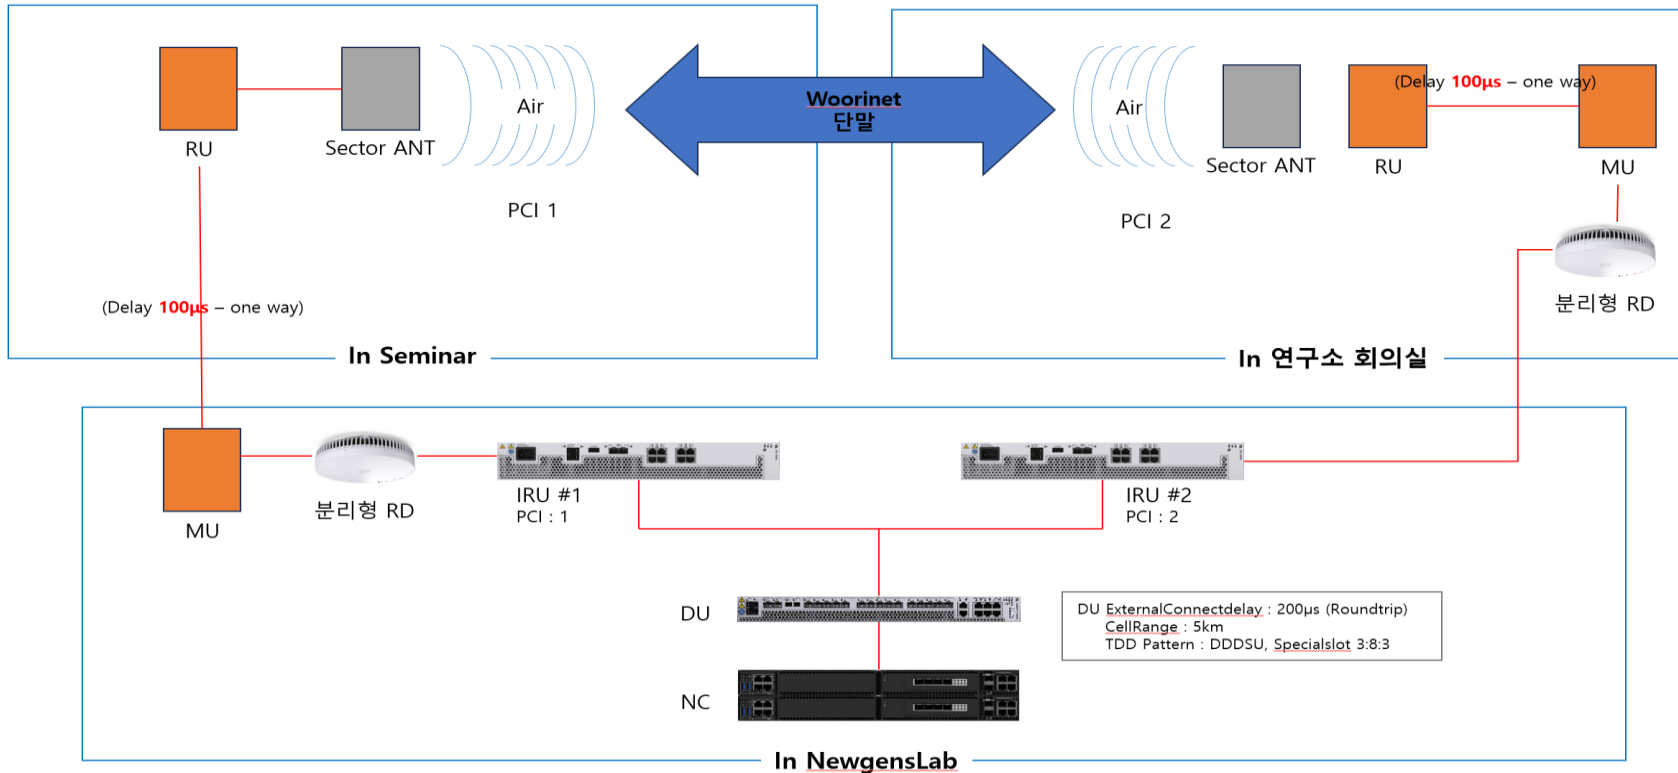 RU
Sector ANT
Air
PCI 1
(Delay 100µs – one way)
In Seminar
Woorinet
단말
Air
PCI 2
Sector ANT
RU
(Delay 100µs – one way)
MU
분리형 RD
In 연구소 회의실
MU
분리형 RD
IRU #1
PCI : 1
IRU #2
PCI : 2
DU
DU ExternalConnectdelay : 200µs (Roundtrip)
CellRange : 5km
TDD Pattern : DDDSU, Specialslot 3:8:3
NC
In NewgensLab